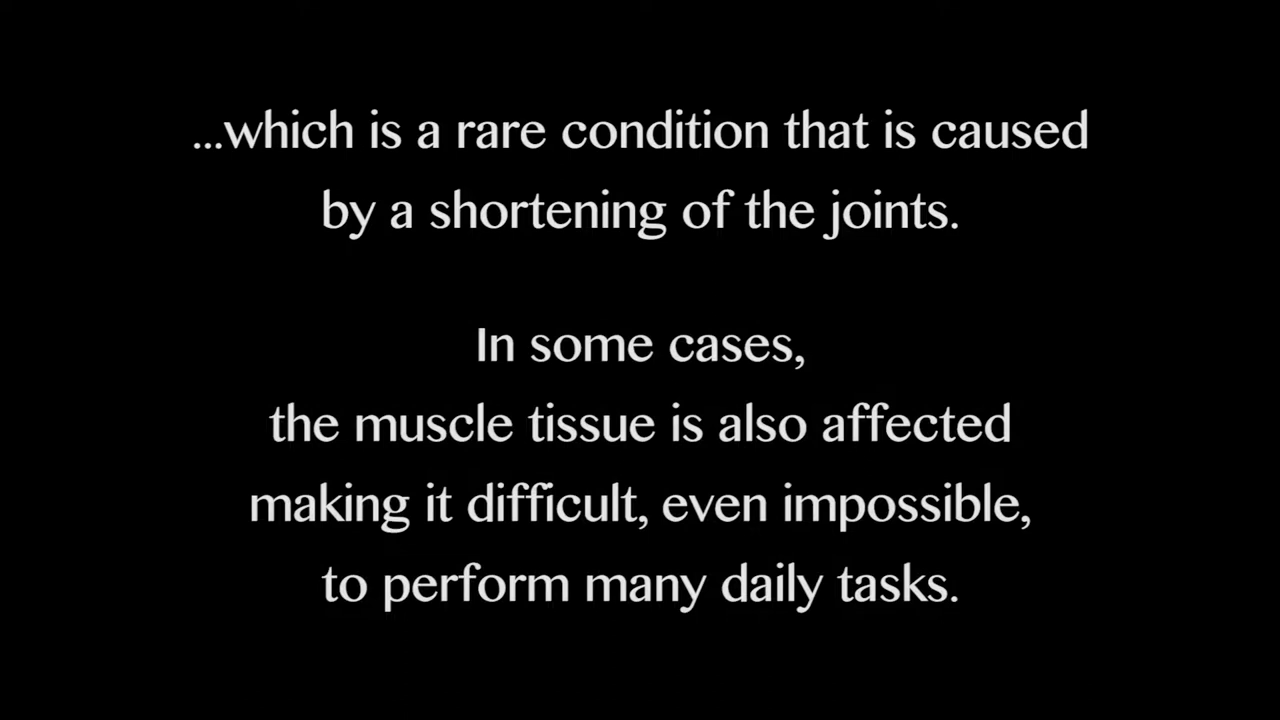 ...which is a rare condition that is caused
by a shortening of the joints.
In some cases,
the muscle tissue is also affected
making it difficult, even impossible,
to perform many daily tasks.